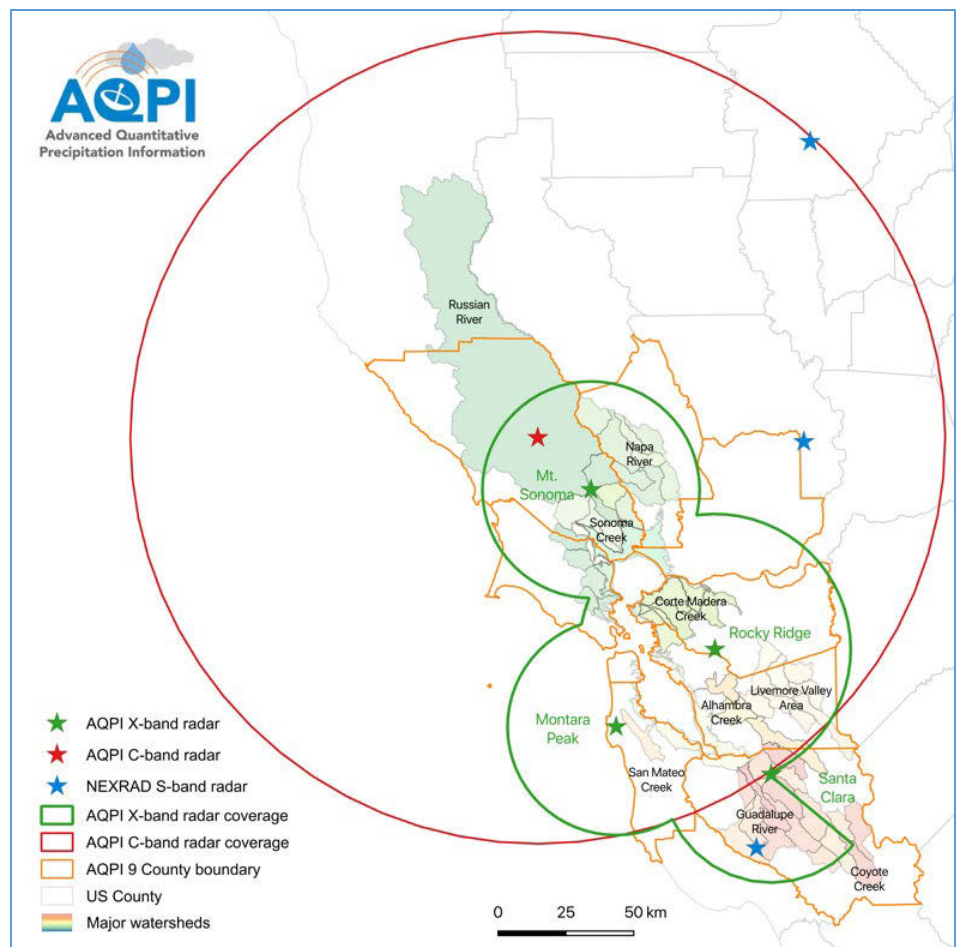 AQPI
Advanced Quantitative
Precipitation Information
Russian
River
Napa
River
Mt.
Sonoma
Sonoma
Creek
Corte Madera
Creek
Rocky Ridge
Livemore Valley
Area
Alhambra
Creek
Montara
Peak
San Mateo
Creek
Santa
Clara
Guadalupe
River
Coyote
Creek
AQPI X-band radar
AQPI C-band radar
NEXRAD S-band radar
AQPI X-band radar coverage
AQPI C-band radar coverage
AQPI 9 County boundary
US County
Major watersheds
0 25 50 km